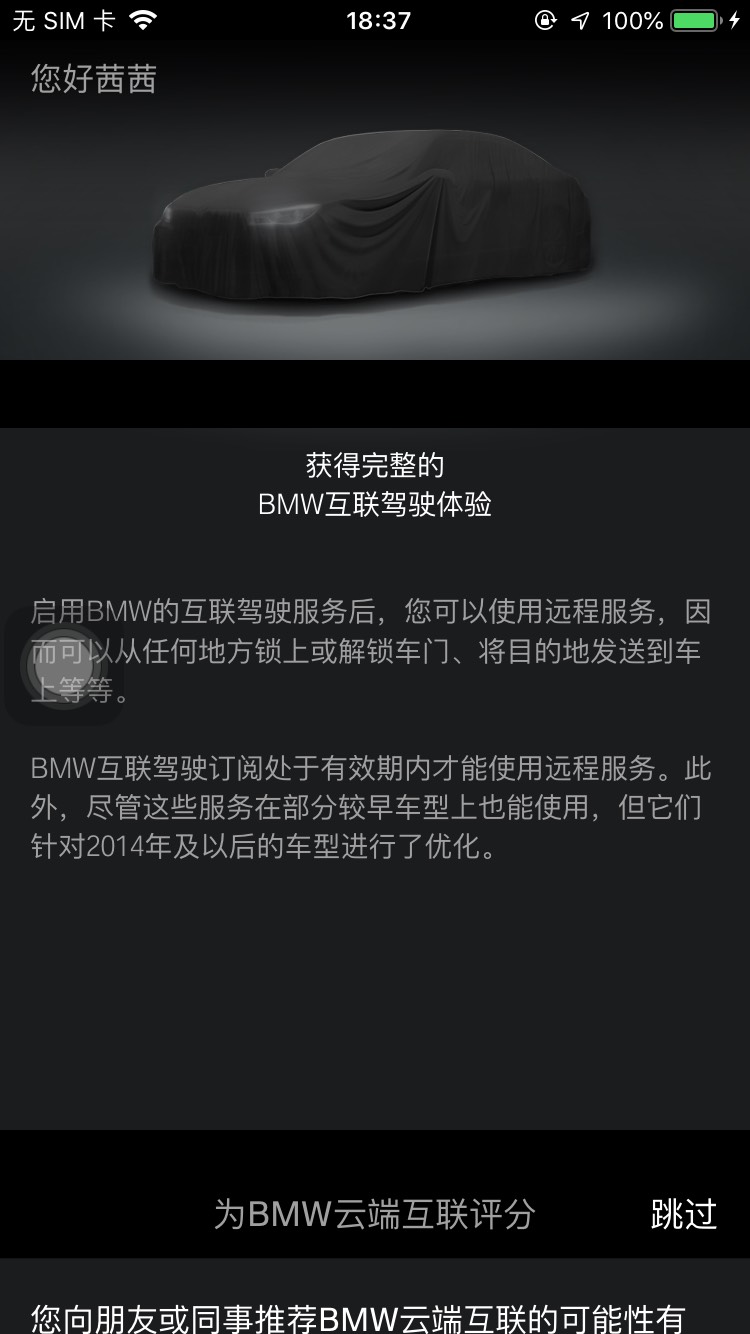 无 SIM 卡
18:37
100%
您好茜茜
获得完整的
BMW互联驾驶体验
启用BMW的互联驾驶服务后，您可以使用远程服务，因
而可以从任何地方锁上或解锁车门、将目的地发送到车
上等等。
BMW互联驾驶订阅处于有效期内才能使用远程服务。此
外，尽管这些服务在部分较早车型上也能使用，但它们
针对2014年及以后的车型进行了优化。
为BMW云端互联评分
跳过
您向朋友或同事推荐BMW云端互联的可能性有